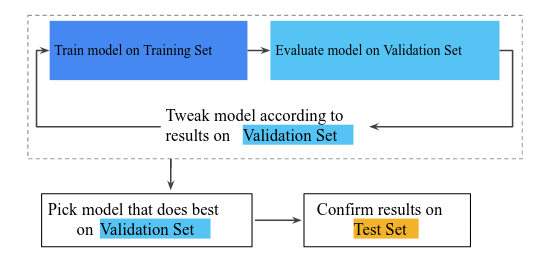 Train model on Training Set
Evaluate model on Validation Set
Tweak model according to
results on Validation Set
Pick model that does best
on Validation Set
Confirm results on
Test Set